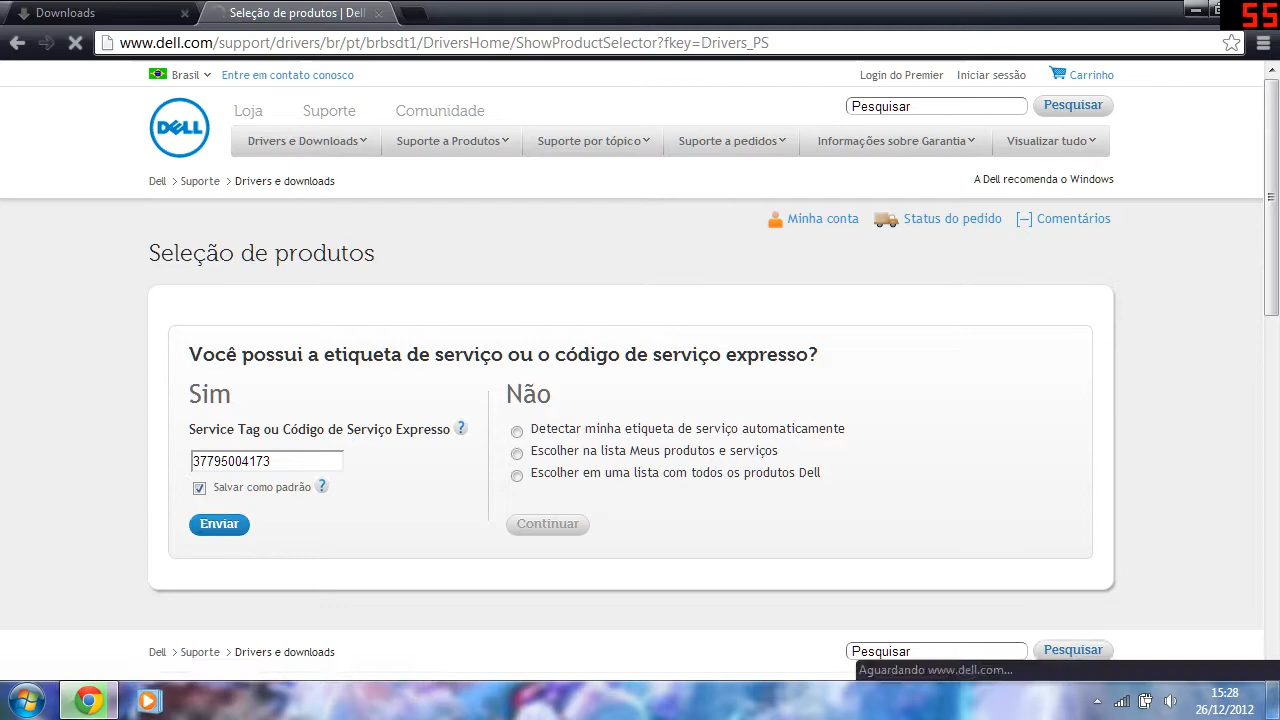 Downloads
Seleção de produtos | Dell
55
www.dell.com/support/drivers/br/pt/brbsdt1/DriversHome/ShowProductSelector?fkey=Drivers_PS
Brasil Entre em contato conosco
Login do Premier Iniciar sessão Carrinho
DELL
Loja Suporte Comunidade
Pesquisar Pesquisar
Drivers e Downloads Suporte a Produtos Suporte por tópico Suporte a pedidos Informações sobre Garantia Visualizar tudo
Dell > Suporte > Drivers e downloads
A Dell recomenda o Windows
Minha conta Status do pedido [—] Comentários
Seleção de produtos
Você possui a etiqueta de serviço ou o código de serviço expresso?
Sim
Service Tag ou Código de Serviço Expresso ?
37795004173
Salvar como padrão ?
Enviar
Não
Detectar minha etiqueta de serviço automaticamente
Escolher na lista Meus produtos e serviços
Escolher em uma lista com todos os produtos Dell
Continuar
Dell > Suporte > Drivers e downloads
Pesquisar Pesquisar
Aguardando www.dell.com...
15:28
26/12/2012